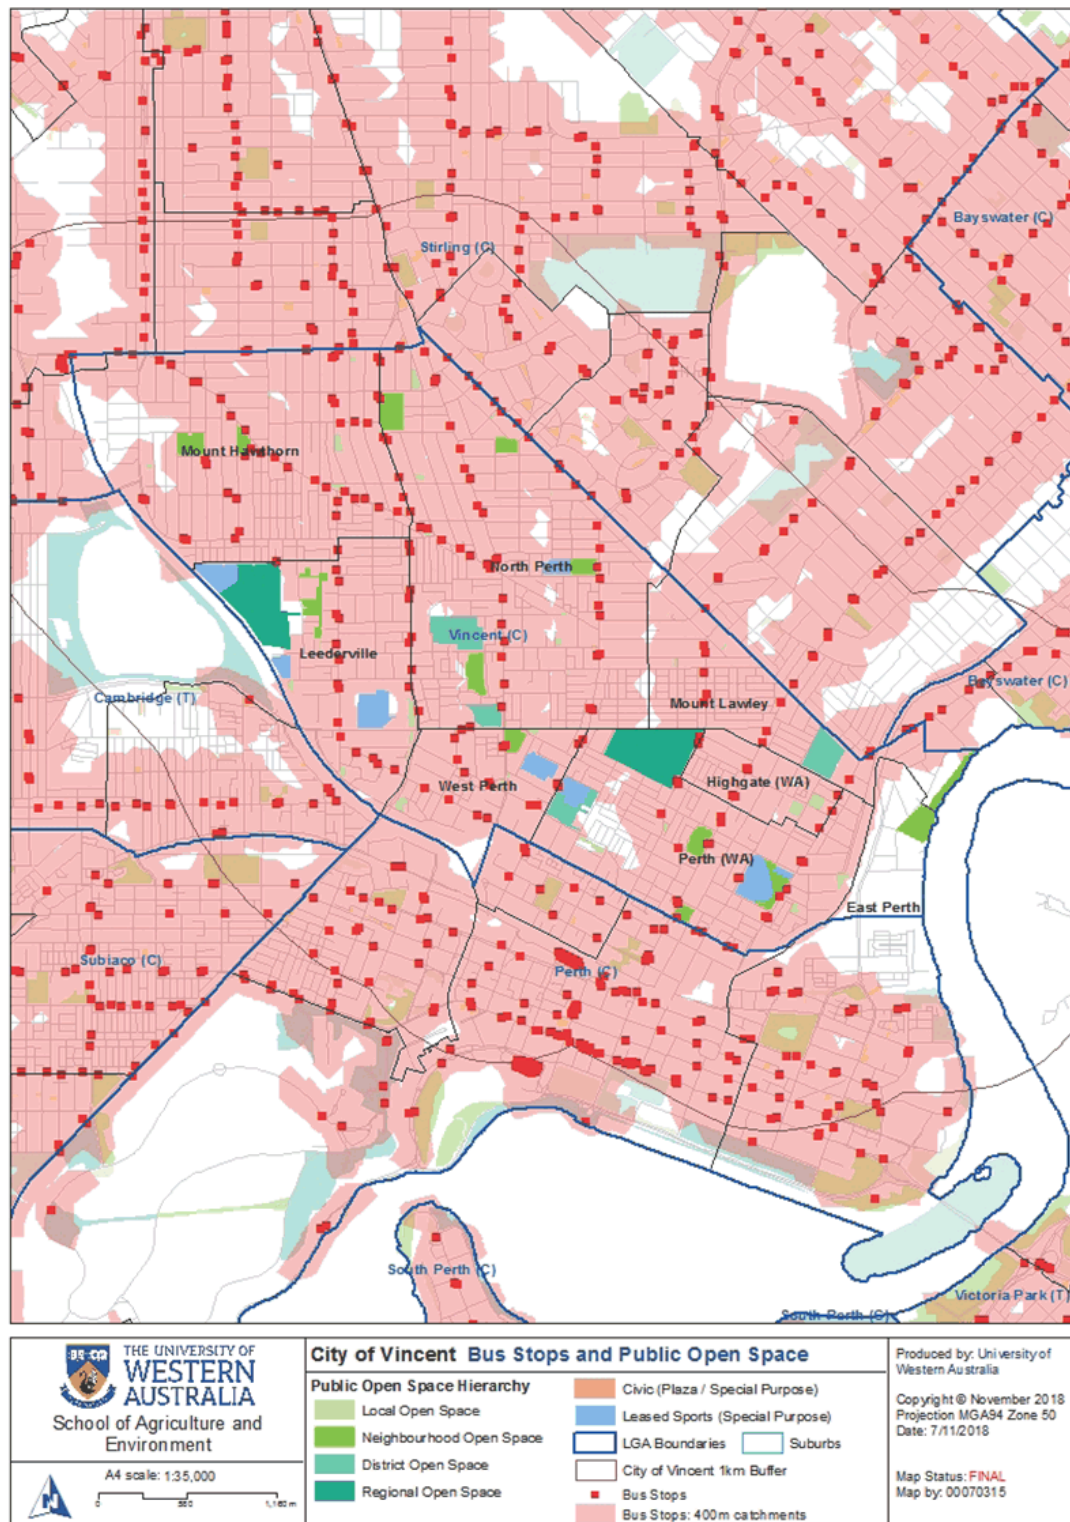 Bayswater (C)
Stirling (C)
Mount Hawthorn
North Perth
Vincent (C)
Leederville
Bayswater (C)
Cambridge (T)
Mount Lawley
West Perth
Highgate (WA)
Perth (WA)
East Perth
Subiaco (C)
Perth (C)
South Perth (C)
Victoria Park (T)
South Perth (C)
THE UNIVERSITY OF
WESTERN
AUSTRALIA
School of Agriculture and
Environment
A4 scale: 1:35,000
N
City of Vincent Bus Stops and Public Open Space
Public Open Space Hierarchy
Local Open Space
Neighbourhood Open Space
District Open Space
Regional Open Space
Civic (Plaza / Special Purpose)
Leased Sports (Special Purpose)
LGA Boundaries
Suburbs
City of Vincent 1km Buffer
Bus Stops
Bus Stops: 400m catchments
Produced by: University of
Western Australia
Copyright © November 2018
Projection MGA94 Zone 50
Date: 7/11/2018
Map Status: FINAL
Map by: 00070315